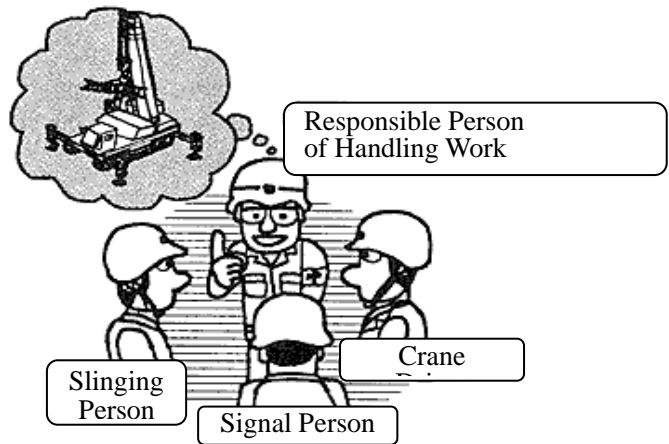 Responsible Person
of Handling Work
Crane
Slinging
Person
Signal Person